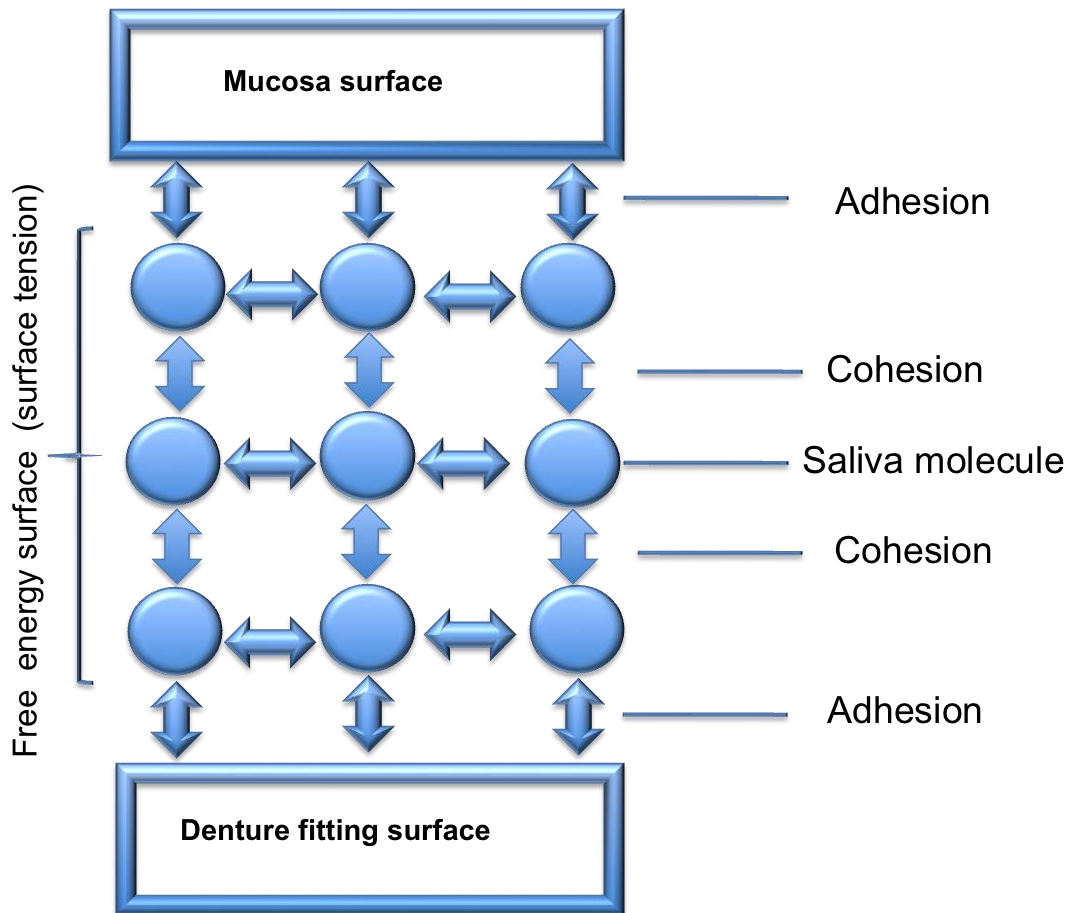 Mucosa surface
Adhesion
Free energy surface (surface tension)
Cohesion
Saliva molecule
Cohesion
Adhesion
Denture fitting surface